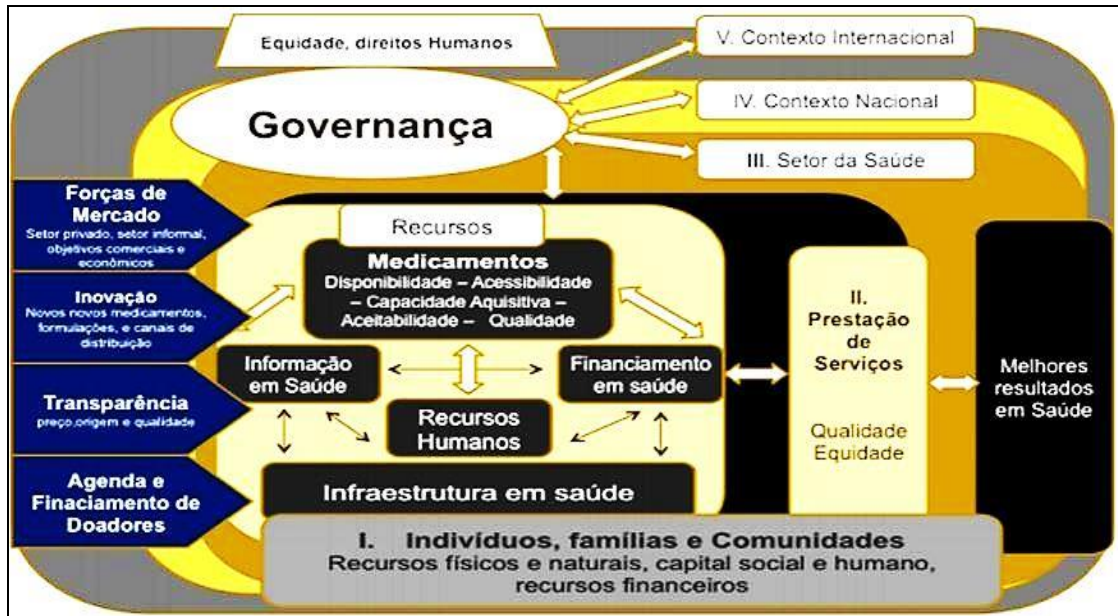 Equidade, direitos Humanos
Governança
V. Contexto Internacional
IV. Contexto Nacional
III. Setor da Saúde
Forças de
Mercado
Setor privado, setor informal,
objetivos comerciais e
econômicos
Inovação
Novos novos medicamentos,
formulações, e canais de
distribuição
Transparência
preço,origem e qualidade
Agenda e
Finaciamento de
Doadores
Recursos
Medicamentos
Disponibilidade – Acessibilidade
– Capacidade Aquisitiva –
Aceitabilidade – Qualidade
Informação
em Saúde
Financiamento
em saúde
Recursos
Humanos
Infraestrutura em saúde
I. Indivíduos, famílias e Comunidades
Recursos físicos e naturais, capital social e humano,
recursos financeiros
II.
Prestação
de
Serviços
Qualidade
Equidade
Melhores
resultados
em Saúde